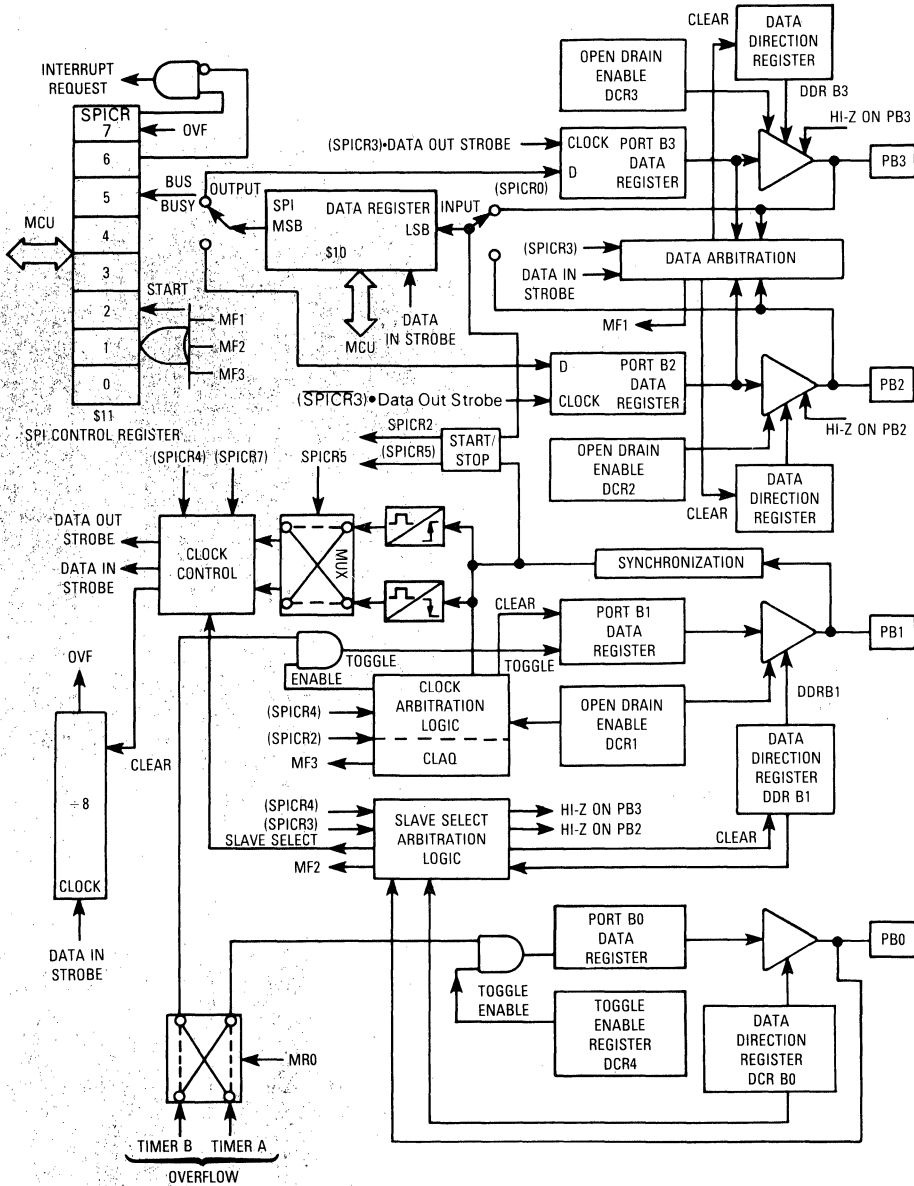 CLEAR
DATA
DIRECTION
REGISTER
OPEN DRAIN
ENABLE
DCR3
DDR B3
HI-Z ON PB3
INTERRUPT
REQUEST
SPICR
7
OVF
6
5
4
3
2
1
0
$11
SPI CONTROL REGISTER
MCU
BUS
BUSY
START
MF1
MF2
MF3
(SPICR3)•DATA OUT STROBE
CLOCK
D
PORT B3
DATA
REGISTER
PB3
OUTPUT
SPI
MSB
DATA REGISTER
LSB
$10
INPUT
(SPICR0)
MCU
DATA
IN STROBE
(SPICR3)
DATA IN
STROBE
DATA ARBITRATION
MF1
D
CLOCK
PORT B2
DATA
REGISTER
PB2
(S̅P̅I̅C̅R̅3)•Data Out Strobe
HI-Z ON PB2
OPEN DRAIN
ENABLE
DCR2
CLEAR
DATA
DIRECTION
REGISTER
SPICR2
(SPICR5)
START/
STOP
(SPICR4)
(SPICR7)
SPICR5
DATA OUT
STROBE
DATA IN
STROBE
CLOCK
CONTROL
MUX
SYNCHRONIZATION
CLEAR
PORT B1
DATA
REGISTER
PB1
TOGGLE
TOGGLE
ENABLE
OVF
÷8
CLOCK
CLEAR
DATA IN
STROBE
(SPICR4)
(SPICR2)
MF3
CLOCK
ARBITRATION
LOGIC
CLAQ
OPEN DRAIN
ENABLE
DCR1
DDRB1
DATA
DIRECTION
REGISTER
DDR B1
(SPICR4)
(SPICR3)
SLAVE SELECT
MF2
SLAVE SELECT
ARBITRATION
LOGIC
HI-Z ON PB3
HI-Z ON PB2
CLEAR
PORT B0
DATA
REGISTER
PB0
TOGGLE
ENABLE
TOGGLE
ENABLE
REGISTER
DCR4
DATA
DIRECTION
REGISTER
DCR B0
MR0
TIMER B
TIMER A
OVERFLOW